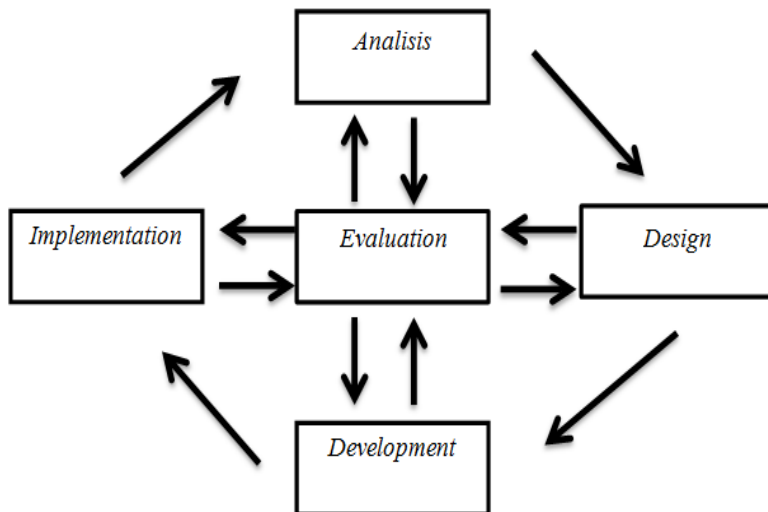 Analisis
Implementation
Evaluation
Design
Development